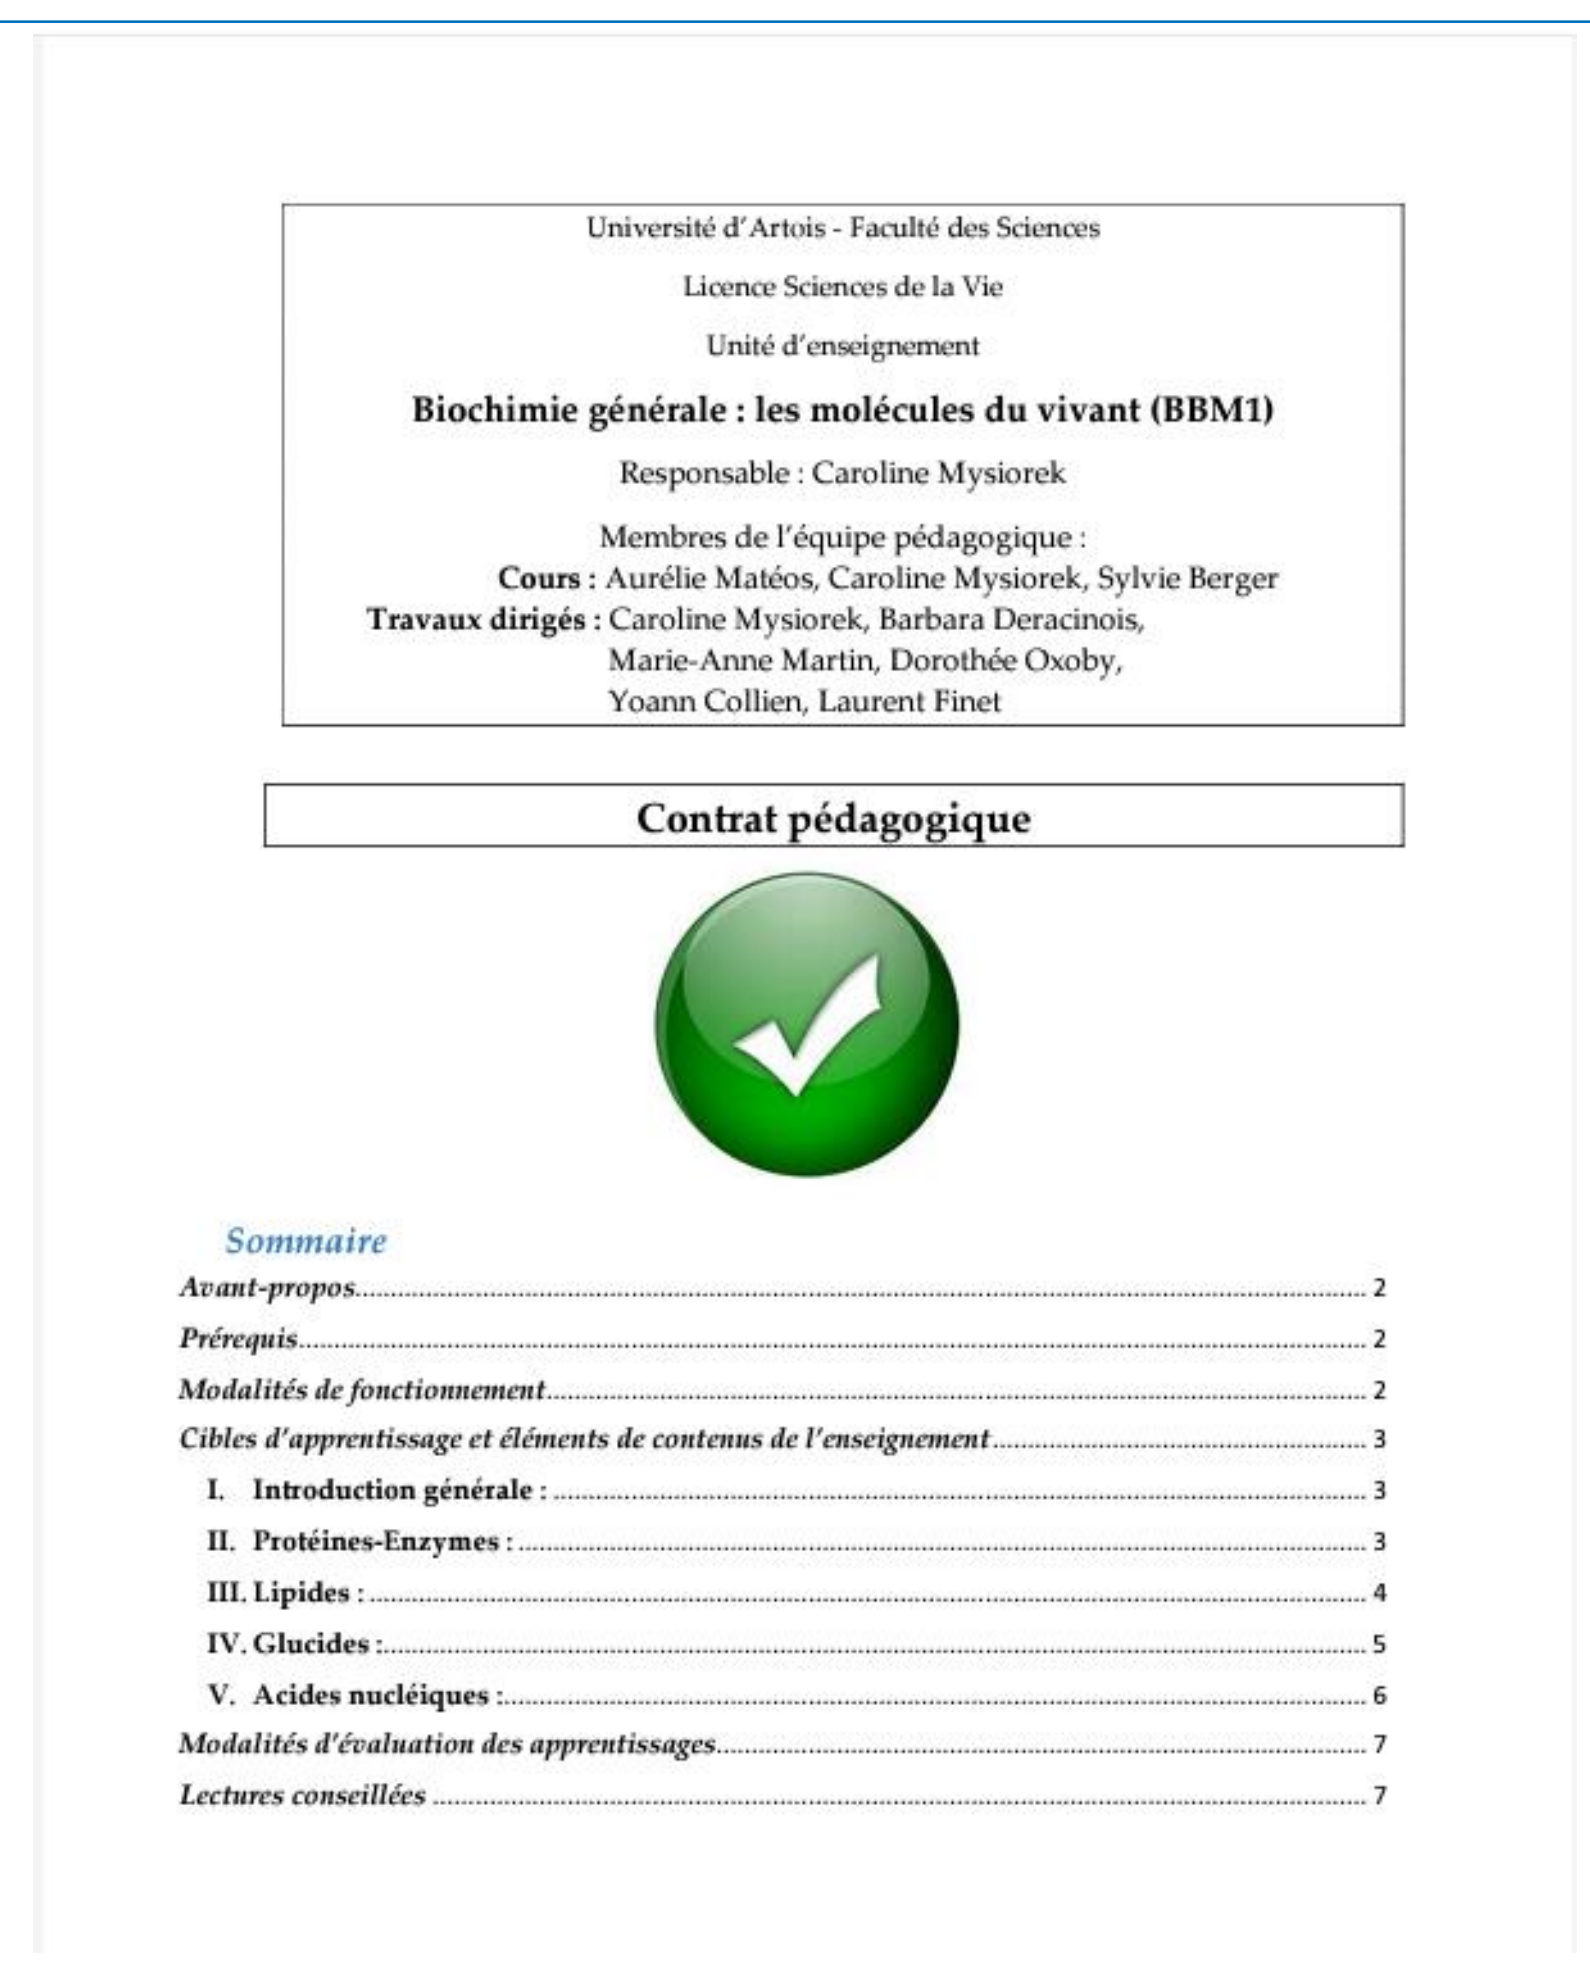 Université d'Artois - Faculté des Sciences
Licence Sciences de la Vie
Unité d'enseignement
Biochimie générale : les molécules du vivant (BBM1)
Responsable : Caroline Mysiorek
Membres de l'équipe pédagogique :
Cours : Aurélie Matéos, Caroline Mysiorek, Sylvie Berger
Travaux dirigés : Caroline Mysiorek, Barbara Deracinois,
Marie-Anne Martin, Dorothée Oxoby,
Yoann Collien, Laurent Finet
Contrat pédagogique
Sommaire
Avant-propos 2
Prérequis 2
Modalités de fonctionnement 2
Cibles d'apprentissage et éléments de contenus de l'enseignement 3
I. Introduction générale : 3
II. Protéines-Enzymes : 3
III. Lipides : 4
IV. Glucides : 5
V. Acides nucléiques : 6
Modalités d'évaluation des apprentissages 7
Lectures conseillées 7